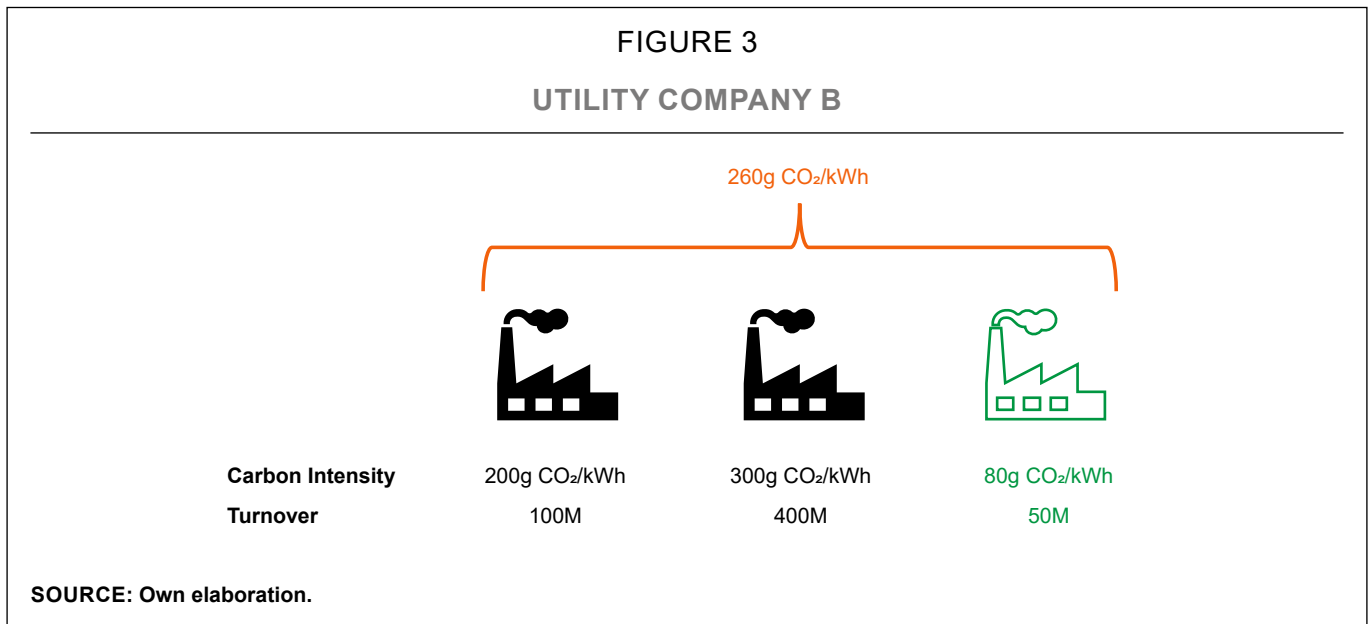 FIGURE 3
UTILITY COMPANY B
260g CO₂/kWh
Carbon Intensity 200g CO₂/kWh 300g CO₂/kWh 80g CO₂/kWh
Turnover 100M 400M 50M
SOURCE: Own elaboration.